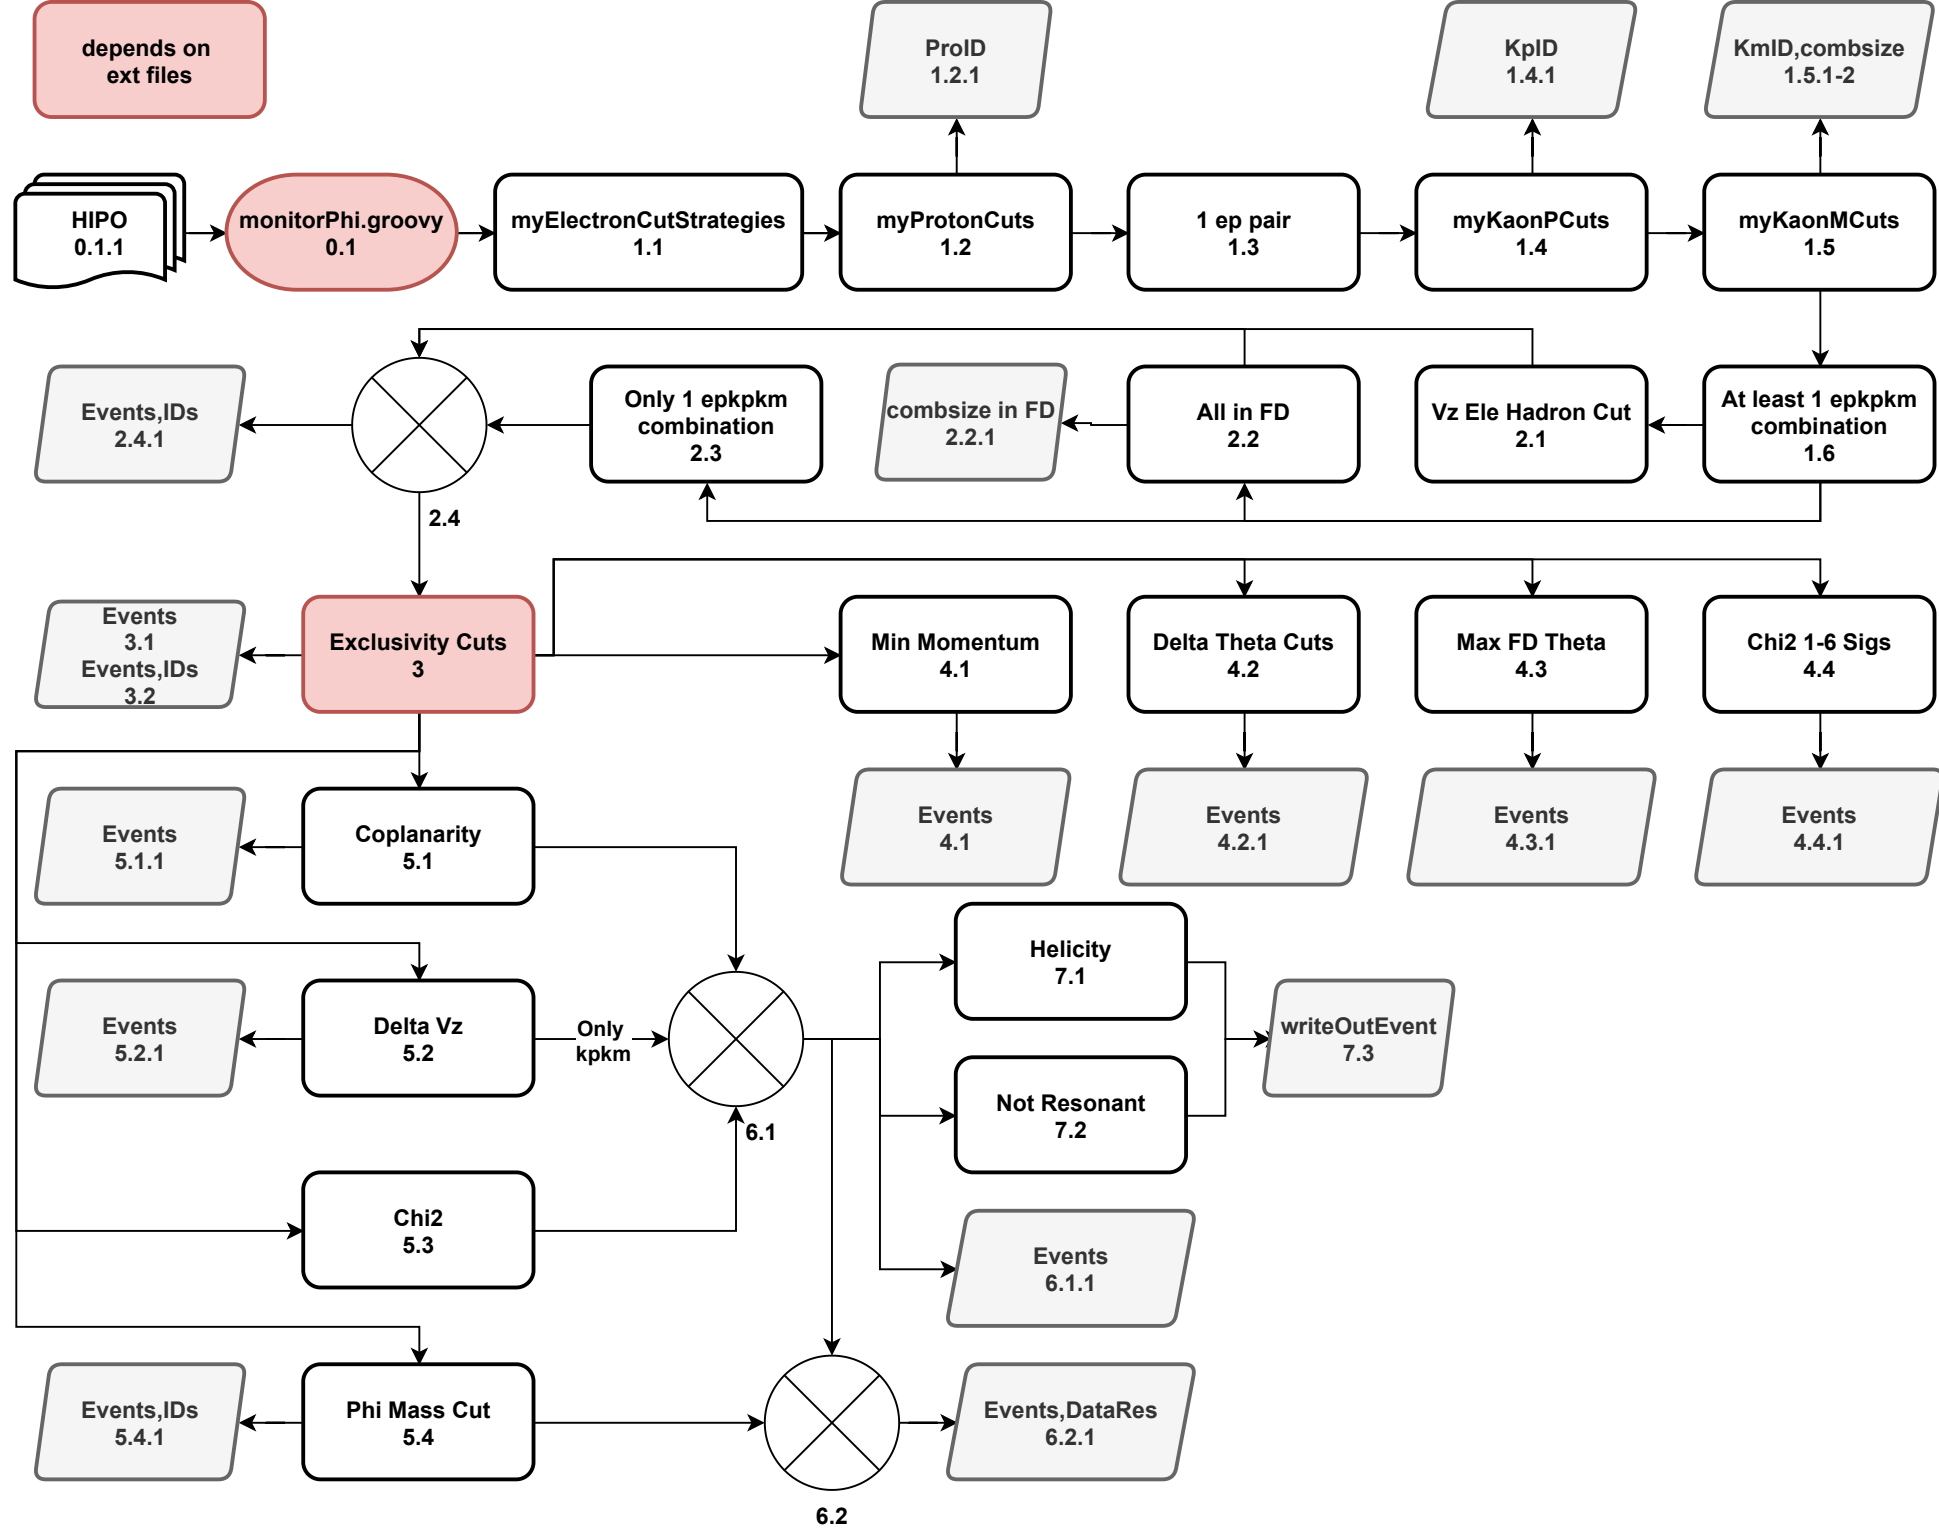 depends on
ext files
ProID
1.2.1
KpID
1.4.1
KmID,combsize
1.5.1-2
HIPO
0.1.1
monitorPhi.groovy
0.1
myElectronCutStrategies
1.1
myProtonCuts
1.2
1 ep pair
1.3
myKaonPCuts
1.4
myKaonMCuts
1.5
Events,IDs
2.4.1
Only 1 epkpkm
combination
2.3
combsize in FD
2.2.1
All in FD
2.2
Vz Ele Hadron Cut
2.1
At least 1 epkpkm
combination
1.6
2.4
Events
3.1
Events,IDs
3.2
Exclusivity Cuts
3
Min Momentum
4.1
Delta Theta Cuts
4.2
Max FD Theta
4.3
Chi2 1-6 Sigs
4.4
Events
5.1.1
Coplanarity
5.1
Events
4.1
Events
4.2.1
Events
4.3.1
Events
4.4.1
Helicity
7.1
Events
5.2.1
Delta Vz
5.2
Only
kpkm
writeOutEvent
7.3
Not Resonant
7.2
6.1
Chi2
5.3
Events
6.1.1
Events,IDs
5.4.1
Phi Mass Cut
5.4
Events,DataRes
6.2.1
6.2